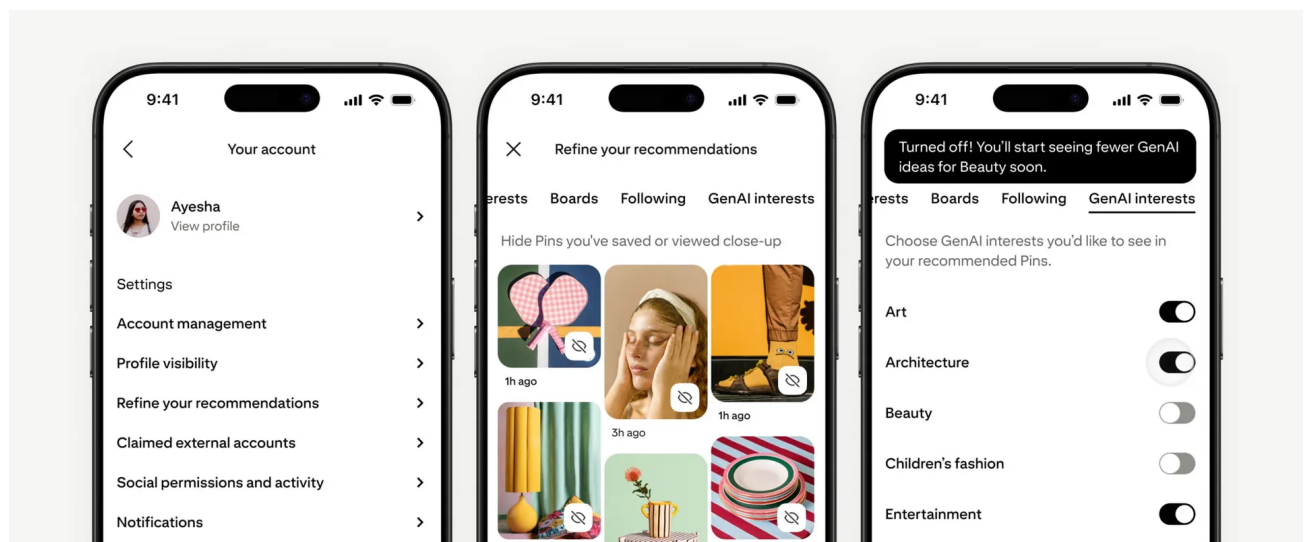 9:41
Your account
Ayesha
View profile
Settings
Account management
Profile visibility
Refine your recommendations
Claimed external accounts
Social permissions and activity
Notifications
9:41
Refine your recommendations
erests Boards Following GenAI interests
Hide Pins you've saved or viewed close-up
1h ago
3h ago
1h ago
9:41
Turned off! You'll start seeing fewer GenAI
ideas for Beauty soon.
erests Boards Following GenAI interests
Choose GenAI interests you'd like to see in
your recommended Pins.
Art
Architecture
Beauty
Children's fashion
Entertainment